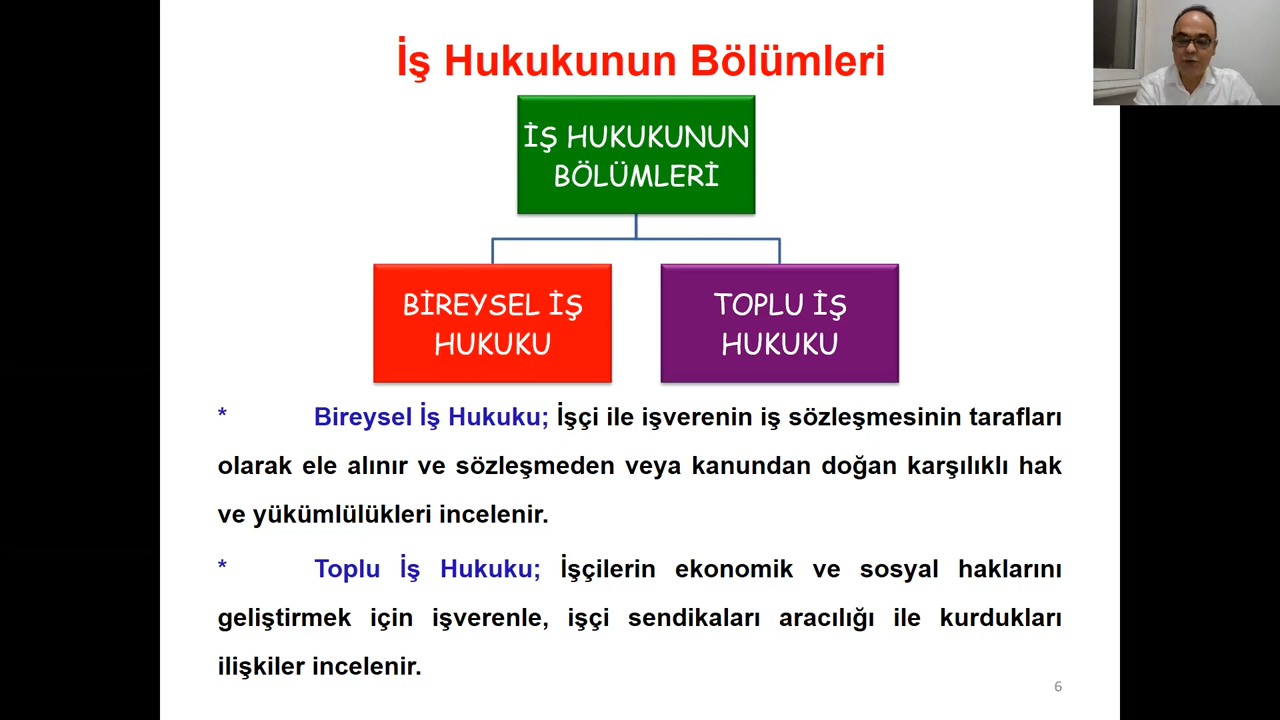 İş Hukukunun Bölümleri
İŞ HUKUKUNUN
BÖLÜMLERİ
BİREYSEL İŞ
HUKUKU
TOPLU İŞ
HUKUKU
* Bireysel İş Hukuku; İşçi ile işverenin iş sözleşmesinin tarafları
olarak ele alınır ve sözleşmeden veya kanundan doğan karşılıklı hak
ve yükümlülükleri incelenir.
* Toplu İş Hukuku; İşçilerin ekonomik ve sosyal haklarını
geliştirmek için işverenle, işçi sendikaları aracılığı ile kurdukları
ilişkiler incelenir.
6